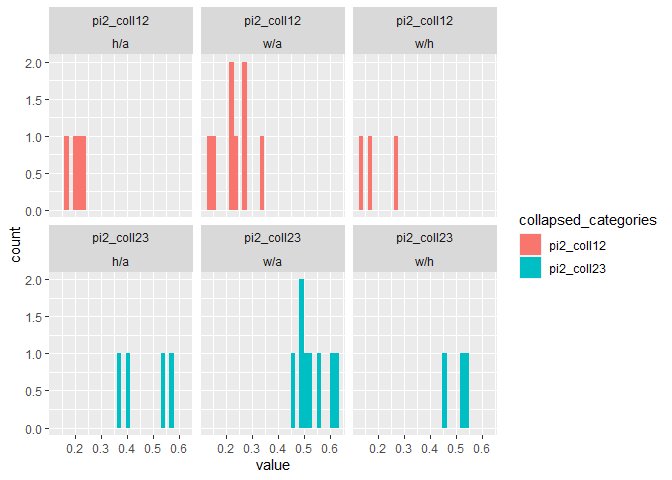 pi2_coll12 pi2_coll12 pi2_coll12
h/a w/a w/h
2.0
1.5
1.0
0.5
0.0
pi2_coll23 pi2_coll23 pi2_coll23
h/a w/a w/h
2.0
1.5
1.0
0.5
0.0
0.2 0.3 0.4 0.5 0.6 0.2 0.3 0.4 0.5 0.6 0.2 0.3 0.4 0.5 0.6
value
count
collapsed_categories
pi2_coll12
pi2_coll23